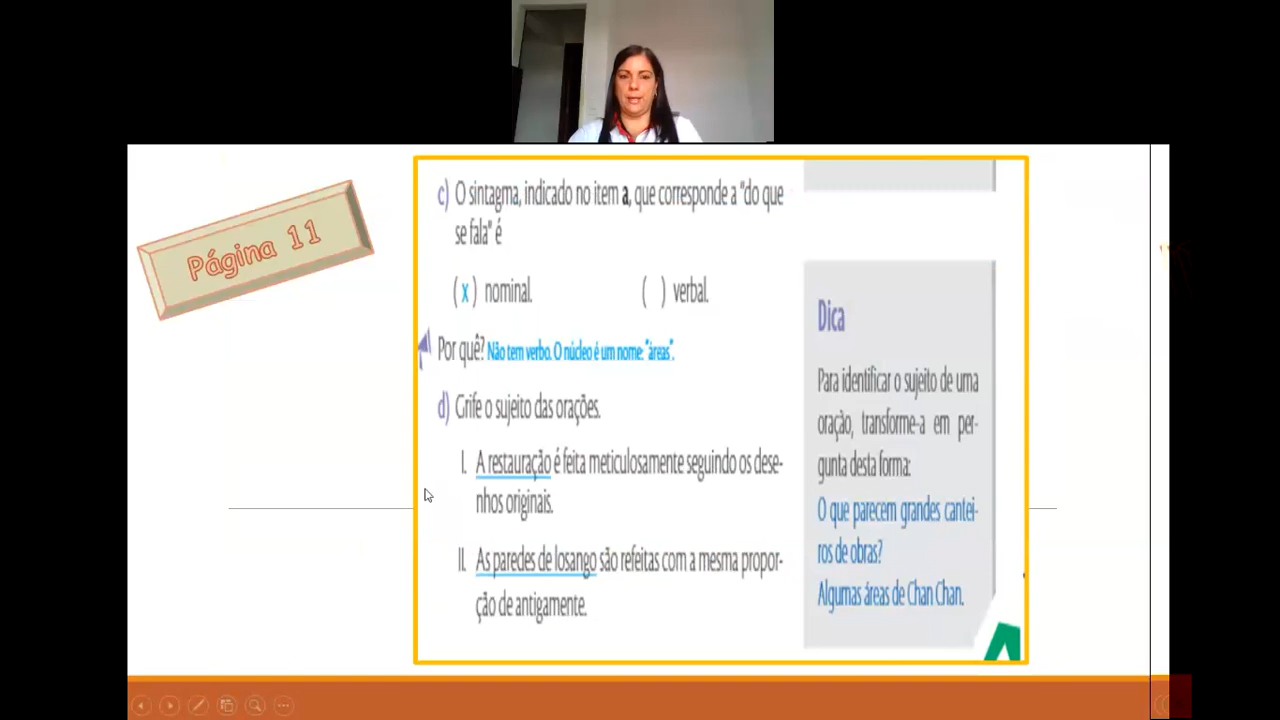 Página 11
c) O sintagma, indicado no item a, que corresponde a "do que
se fala" é
( x ) nominal. ( ) verbal.
Por quê? Não tem verbo. O núcleo é um nome: "áreas".
d) Grife o sujeito das orações.
I. A restauração é feita meticulosamente seguindo os dese-
nhos originais.
II. As paredes de losango são refeitas com a mesma propor-
ção de antigamente.
Dica
Para identificar o sujeito de uma
oração, transforme-a em per-
gunta desta forma:
O que parecem grandes cantei-
ros de obras?
Algumas áreas de Chan Chan.